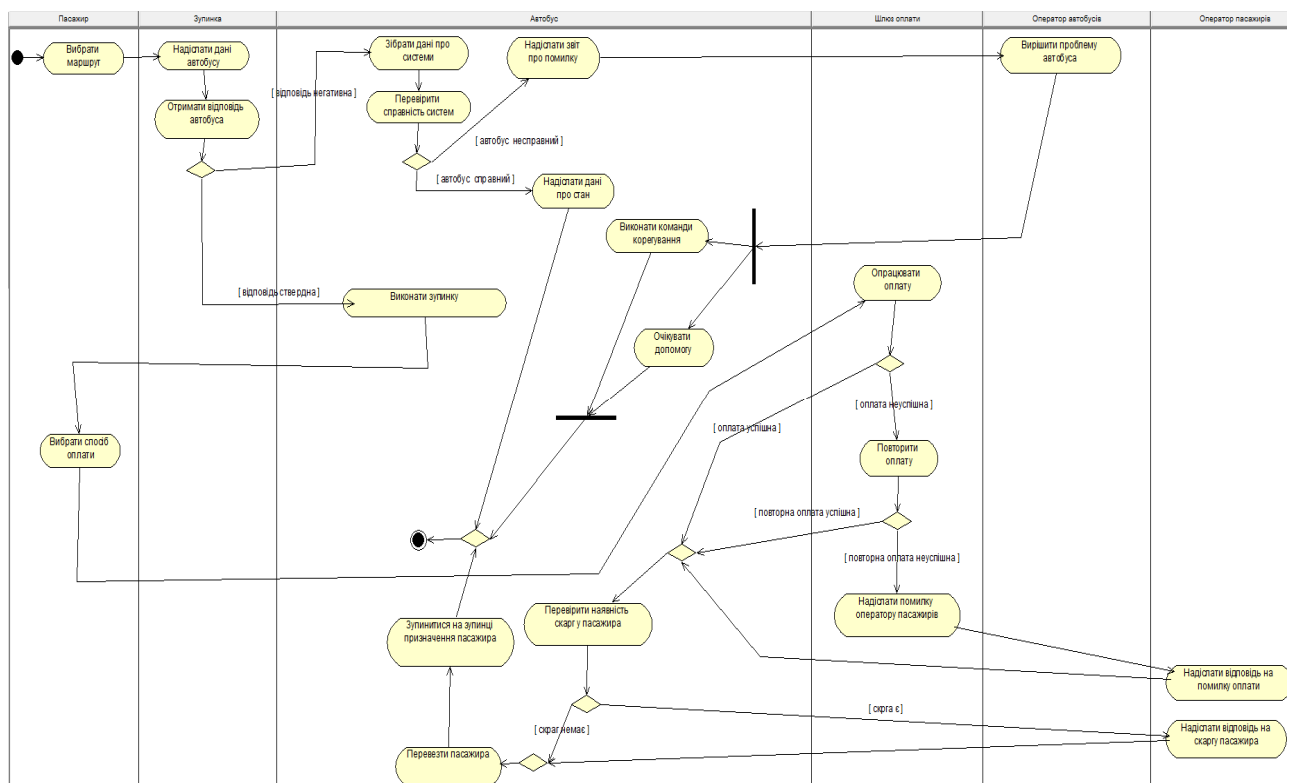 Пасажир
Зупинка
Автобус
Шлюз оплати
Оператор автобусів
Оператор пасажирів
Вибрати
маршрут
Надіслати дані
автобусу
Зібрати дані про
системи
Надіслати звіт
про помилку
Вирішити проблему
автобуса
[ відповідь негативна ]
Отримати відповідь
автобуса
Перевірити
справність систем
[ автобус несправний ]
[ автобус справний ]
Надіслати дані
про стан
Виконати команди
корегування
Опрацювати
оплату
[ відповідь ствердна ]
Виконати зупинку
Очікувати
допомогу
[ оплата неуспішна ]
[ оплата успішна ]
Вибрати спосіб
оплати
Повторити
оплату
[ повторна оплата успішна ]
[ повторна оплата неуспішна ]
Надіслати помилку
оператору пасажирів
Перевірити наявність
скарг у пасажира
Зупинитися на зупинці
призначення пасажира
Надіслати відповідь на
помилку оплати
[ скрга є ]
[ скраг немає ]
Надіслати відповідь на
скаргу пасажира
Перевезти пасажира